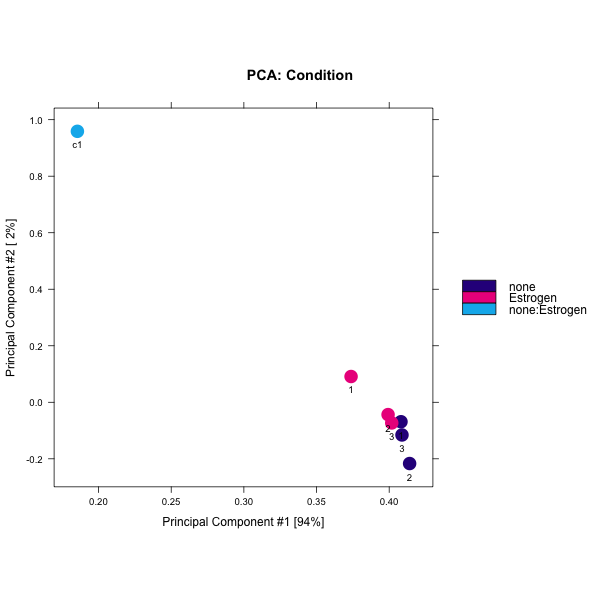 PCA: Condition
1.0
0.8
0.6
0.4
0.2
0.0
-0.2
Principal Component #2 [ 2%]
c1
1
2
3
3
2
0.20 0.25 0.30 0.35 0.40
Principal Component #1 [94%]
none
Estrogen
none:Estrogen